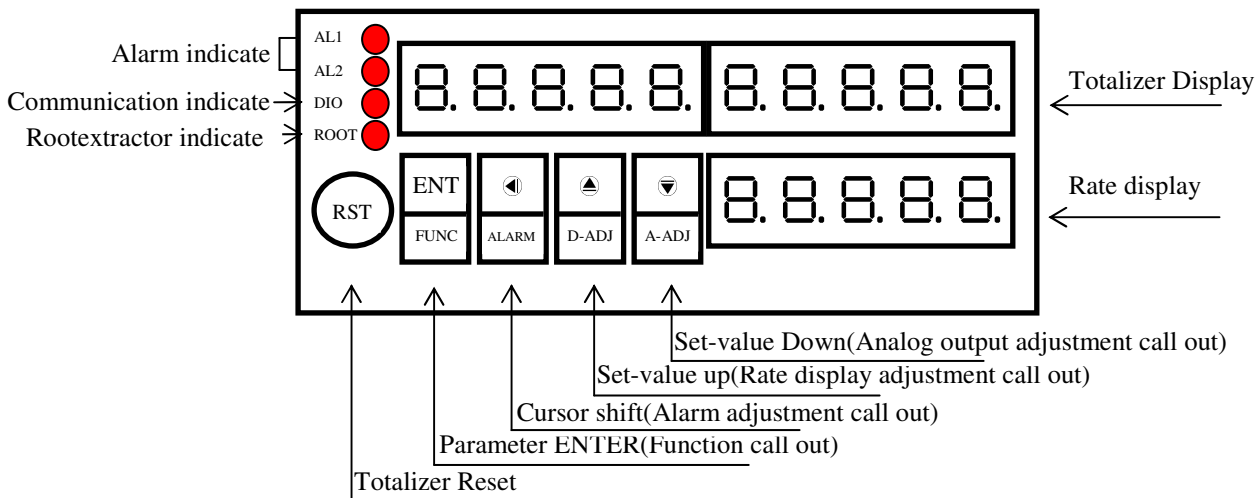 AL1
Alarm indicate
AL2
Totalizer Display
Communication indicate
DIO
Rootextractor indicate
ROOT
8.8.8.8.8.8.8.8.8.8.
ENT
Rate display
8.8.8.8.8.
RST
FUNC
ALARM
D-ADJ
A-ADJ
Set-value Down(Analog output adjustment call out)
Set-value up(Rate display adjustment call out)
Cursor shift(Alarm adjustment call out)
Parameter ENTER(Function call out)
Totalizer Reset